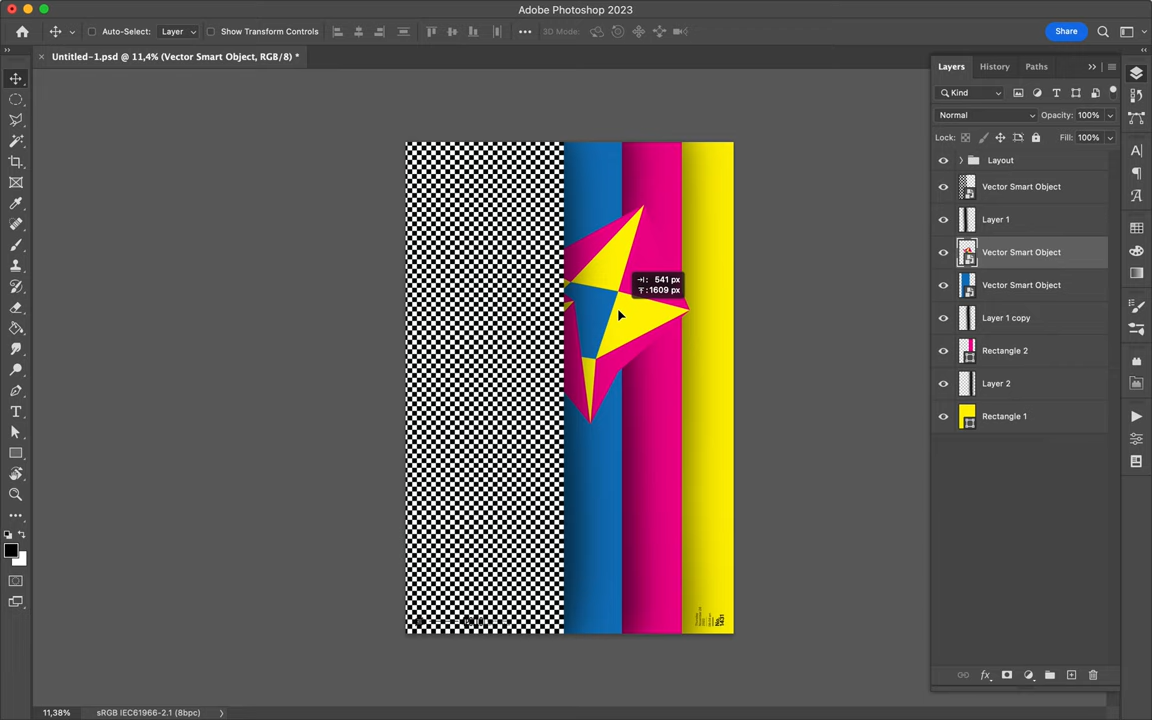 Adobe Photoshop 2023
Auto-Select:
Layer
Show Transform Controls
3D Mode:
Share
Untitled-1.psd @ 11,4% (Vector Smart Object, RGB/8) *
Layers
History
Paths
Kind
Normal
Opacity:
100%
Lock:
Fill:
100%
Layout
Vector Smart Object
Layer 1
Vector Smart Object
Vector Smart Object
Layer 1 copy
Rectangle 2
Layer 2
Rectangle 1
541 px
1609 px
No.
1431
11,38%
sRGB IEC61966-2.1 (8bpc)